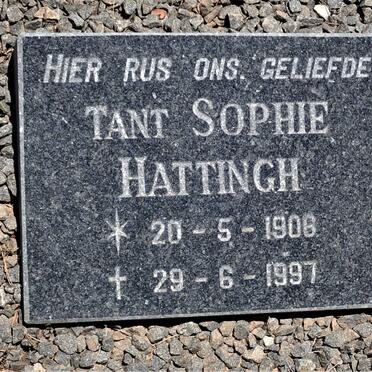 HIER RUS ONS. GELIEFDE
TANT SOPHIE
HATTINGH
* 20 - 5 - 1906
† 29 - 6 - 1997